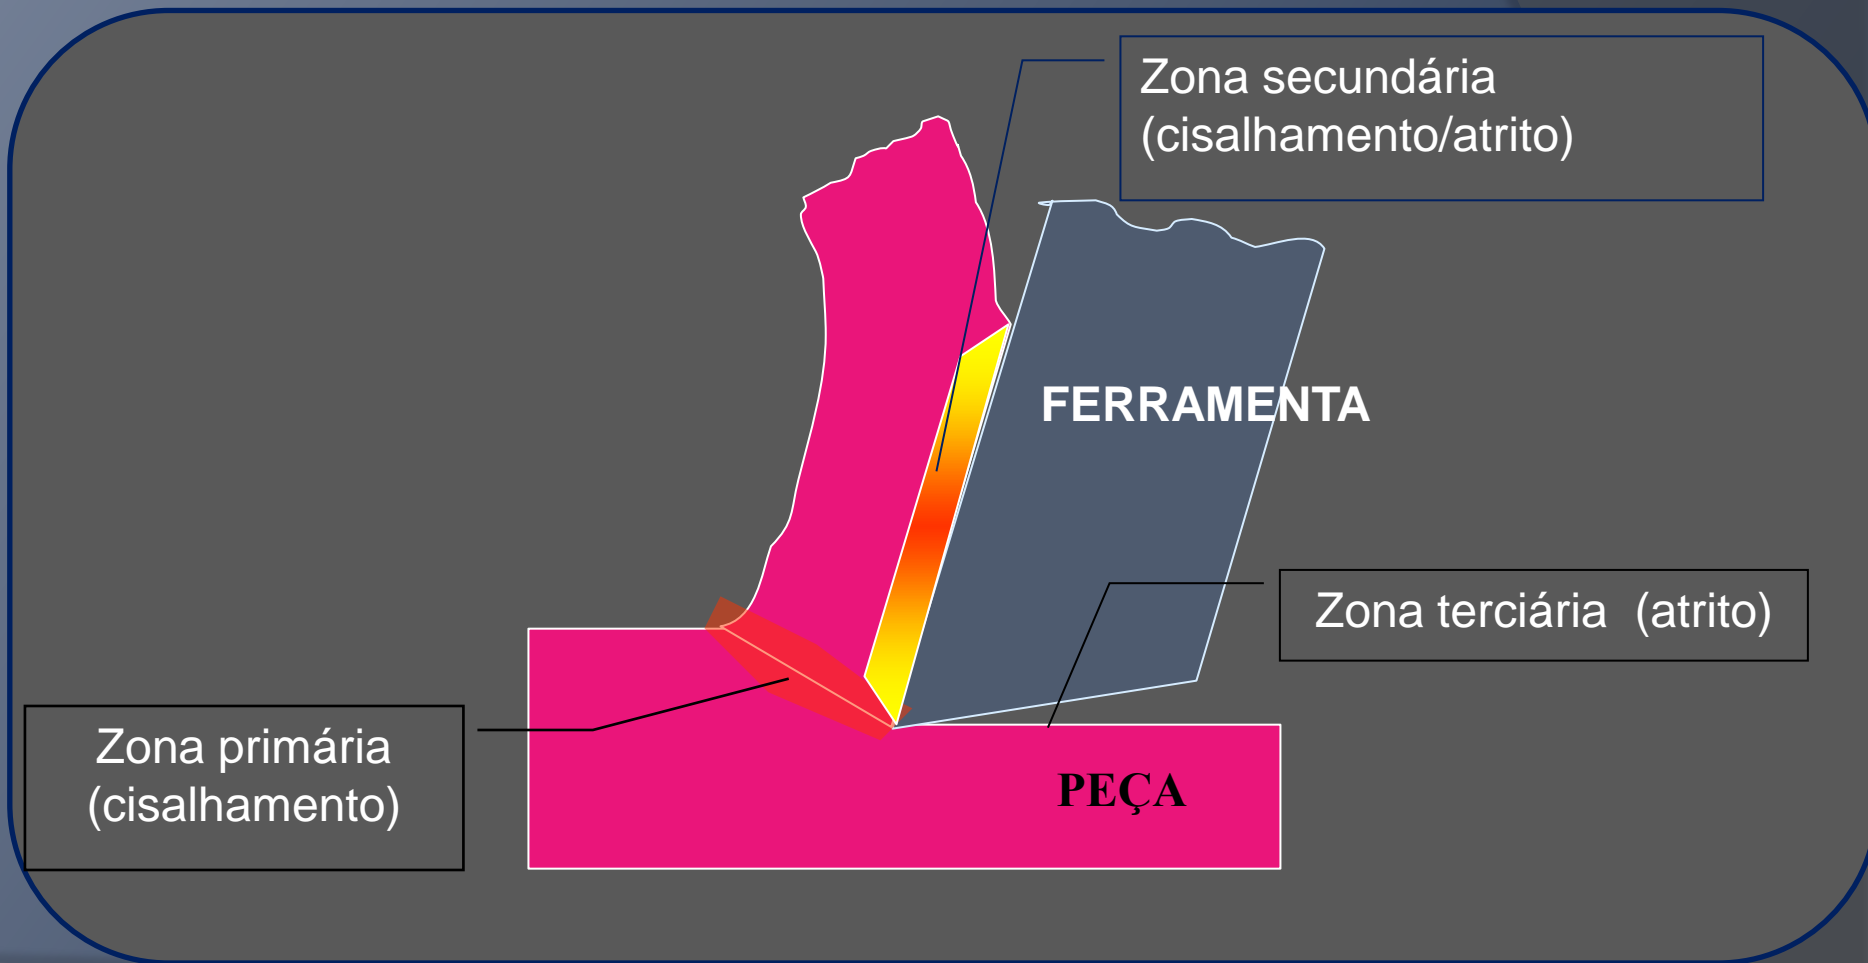 Zona secundária
(cisalhamento/atrito)
FERRAMENTA
Zona terciária  (atrito)
Zona primária
(cisalhamento)
PEÇA